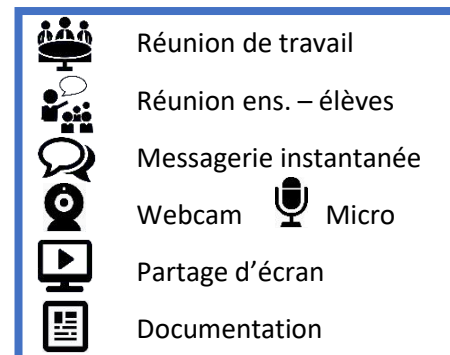 Réunion de travail
Réunion ens. – élèves
Messagerie instantanée
Webcam Micro
Partage d’écran
Documentation